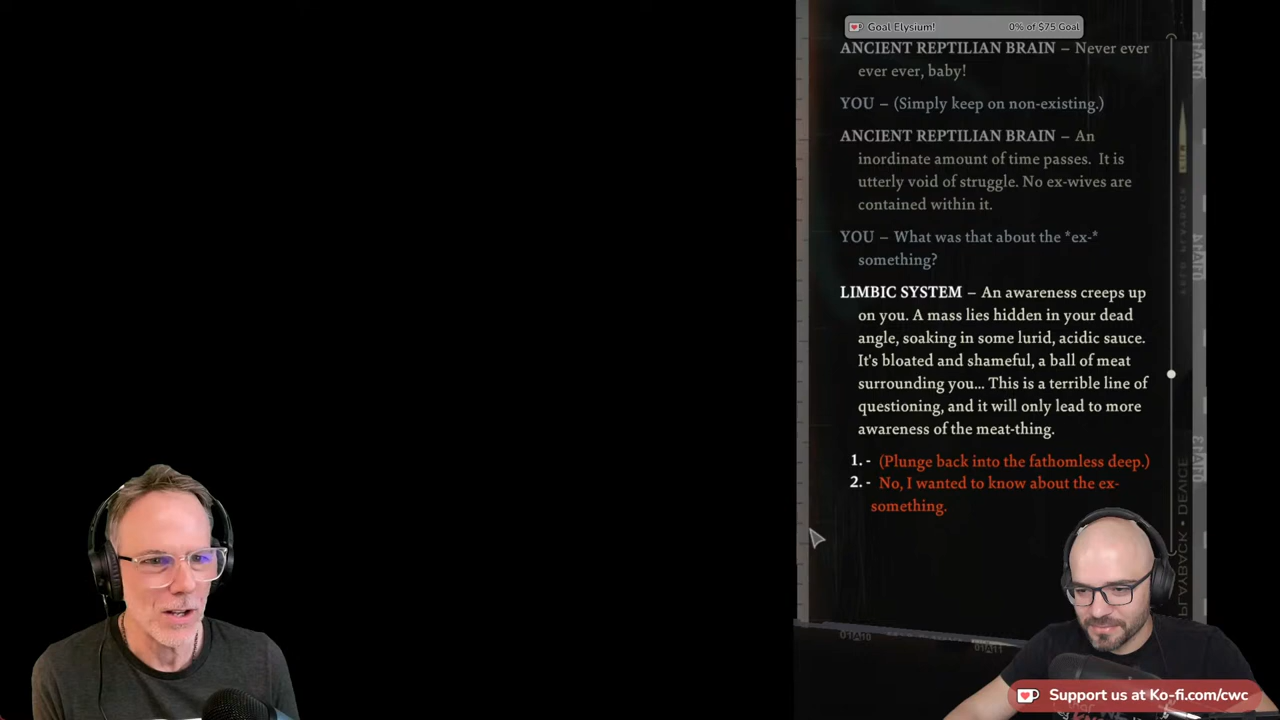 Goal Elysium! 0% of $75 Goal
ANCIENT REPTILIAN BRAIN – Never ever
ever ever, baby!
YOU – (Simply keep on non-existing.)
ANCIENT REPTILIAN BRAIN – An
inordinate amount of time passes. It is
utterly void of struggle. No ex-wives are
contained within it.
YOU – What was that about the *ex-*
something?
LIMBIC SYSTEM – An awareness creeps up
on you. A mass lies hidden in your dead
angle, soaking in some lurid, acidic sauce.
It's bloated and shameful, a ball of meat
surrounding you... This is a terrible line of
questioning, and it will only lead to more
awareness of the meat-thing.
1. - (Plunge back into the fathomless deep.)
2. - No, I wanted to know about the ex-
something.
PLAYBACK • DEVICE
Support us at Ko-fi.com/cwc